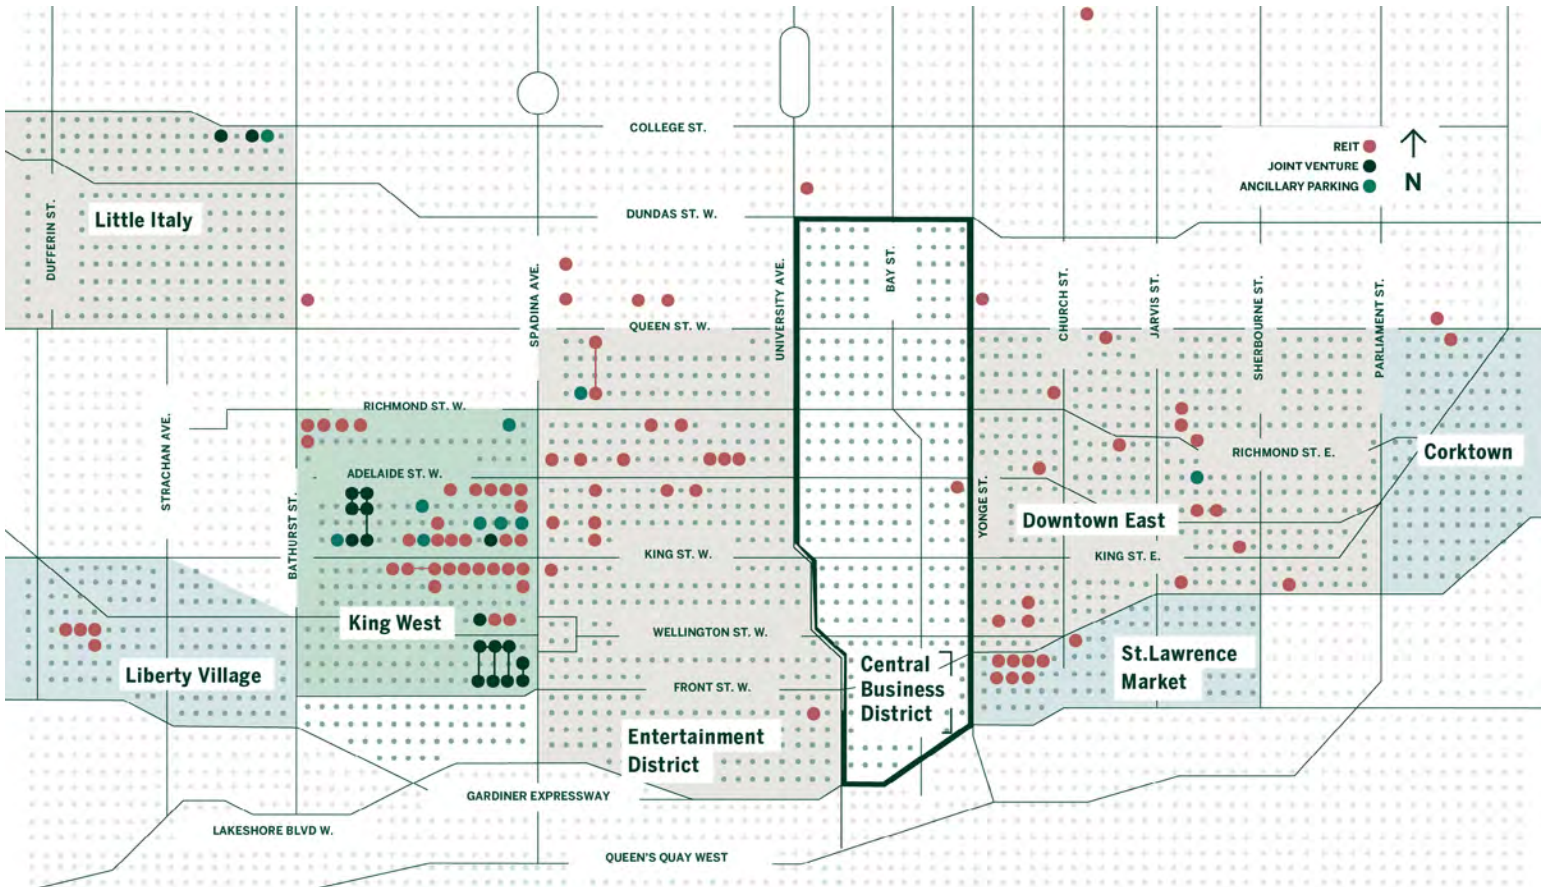 COLLEGE ST.
REIT
JOINT VENTURE
ANCILLARY PARKING
N
Little Italy
DUNDAS ST. W.
DUFFERIN ST.
SPADINA AVE.
UNIVERSITY AVE.
BAY ST.
CHURCH ST.
JARVIS ST.
SHERBOURNE ST.
PARLIAMENT ST.
QUEEN ST. W.
RICHMOND ST. W.
STRACHAN AVE.
RICHMOND ST. E.
Corktown
ADELAIDE ST. W.
BATHURST ST.
YONGE ST.
Downtown East
KING ST. W.
KING ST. E.
King West
WELLINGTON ST. W.
Liberty Village
FRONT ST. W.
Central
Business
District
St.Lawrence
Market
Entertainment
District
GARDINER EXPRESSWAY
LAKESHORE BLVD W.
QUEEN'S QUAY WEST